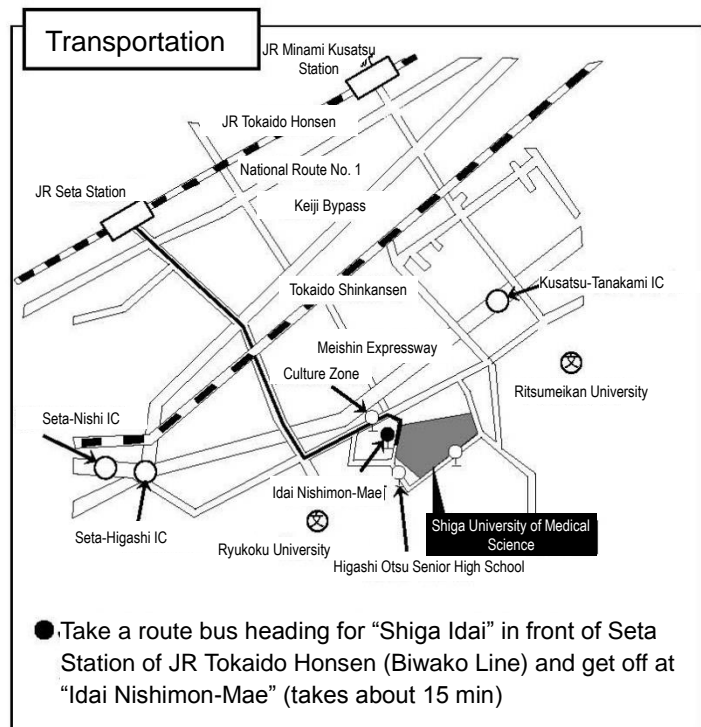 Transportation
JR Minami Kusatsu
Station
JR Tokaido Honsen
National Route No. 1
JR Seta Station
Keiji Bypass
Tokaido Shinkansen
Kusatsu-Tanakami IC
Meishin Expressway
Culture Zone
文
Ritsumeikan University
Seta-Nishi IC
Idai Nishimon-Mae
文
Seta-Higashi IC
Ryukoku University
Shiga University of Medical
Science
Higashi Otsu Senior High School
Take a route bus heading for “Shiga Idai” in front of Seta
Station of JR Tokaido Honsen (Biwako Line) and get off at
“Idai Nishimon-Mae” (takes about 15 min)